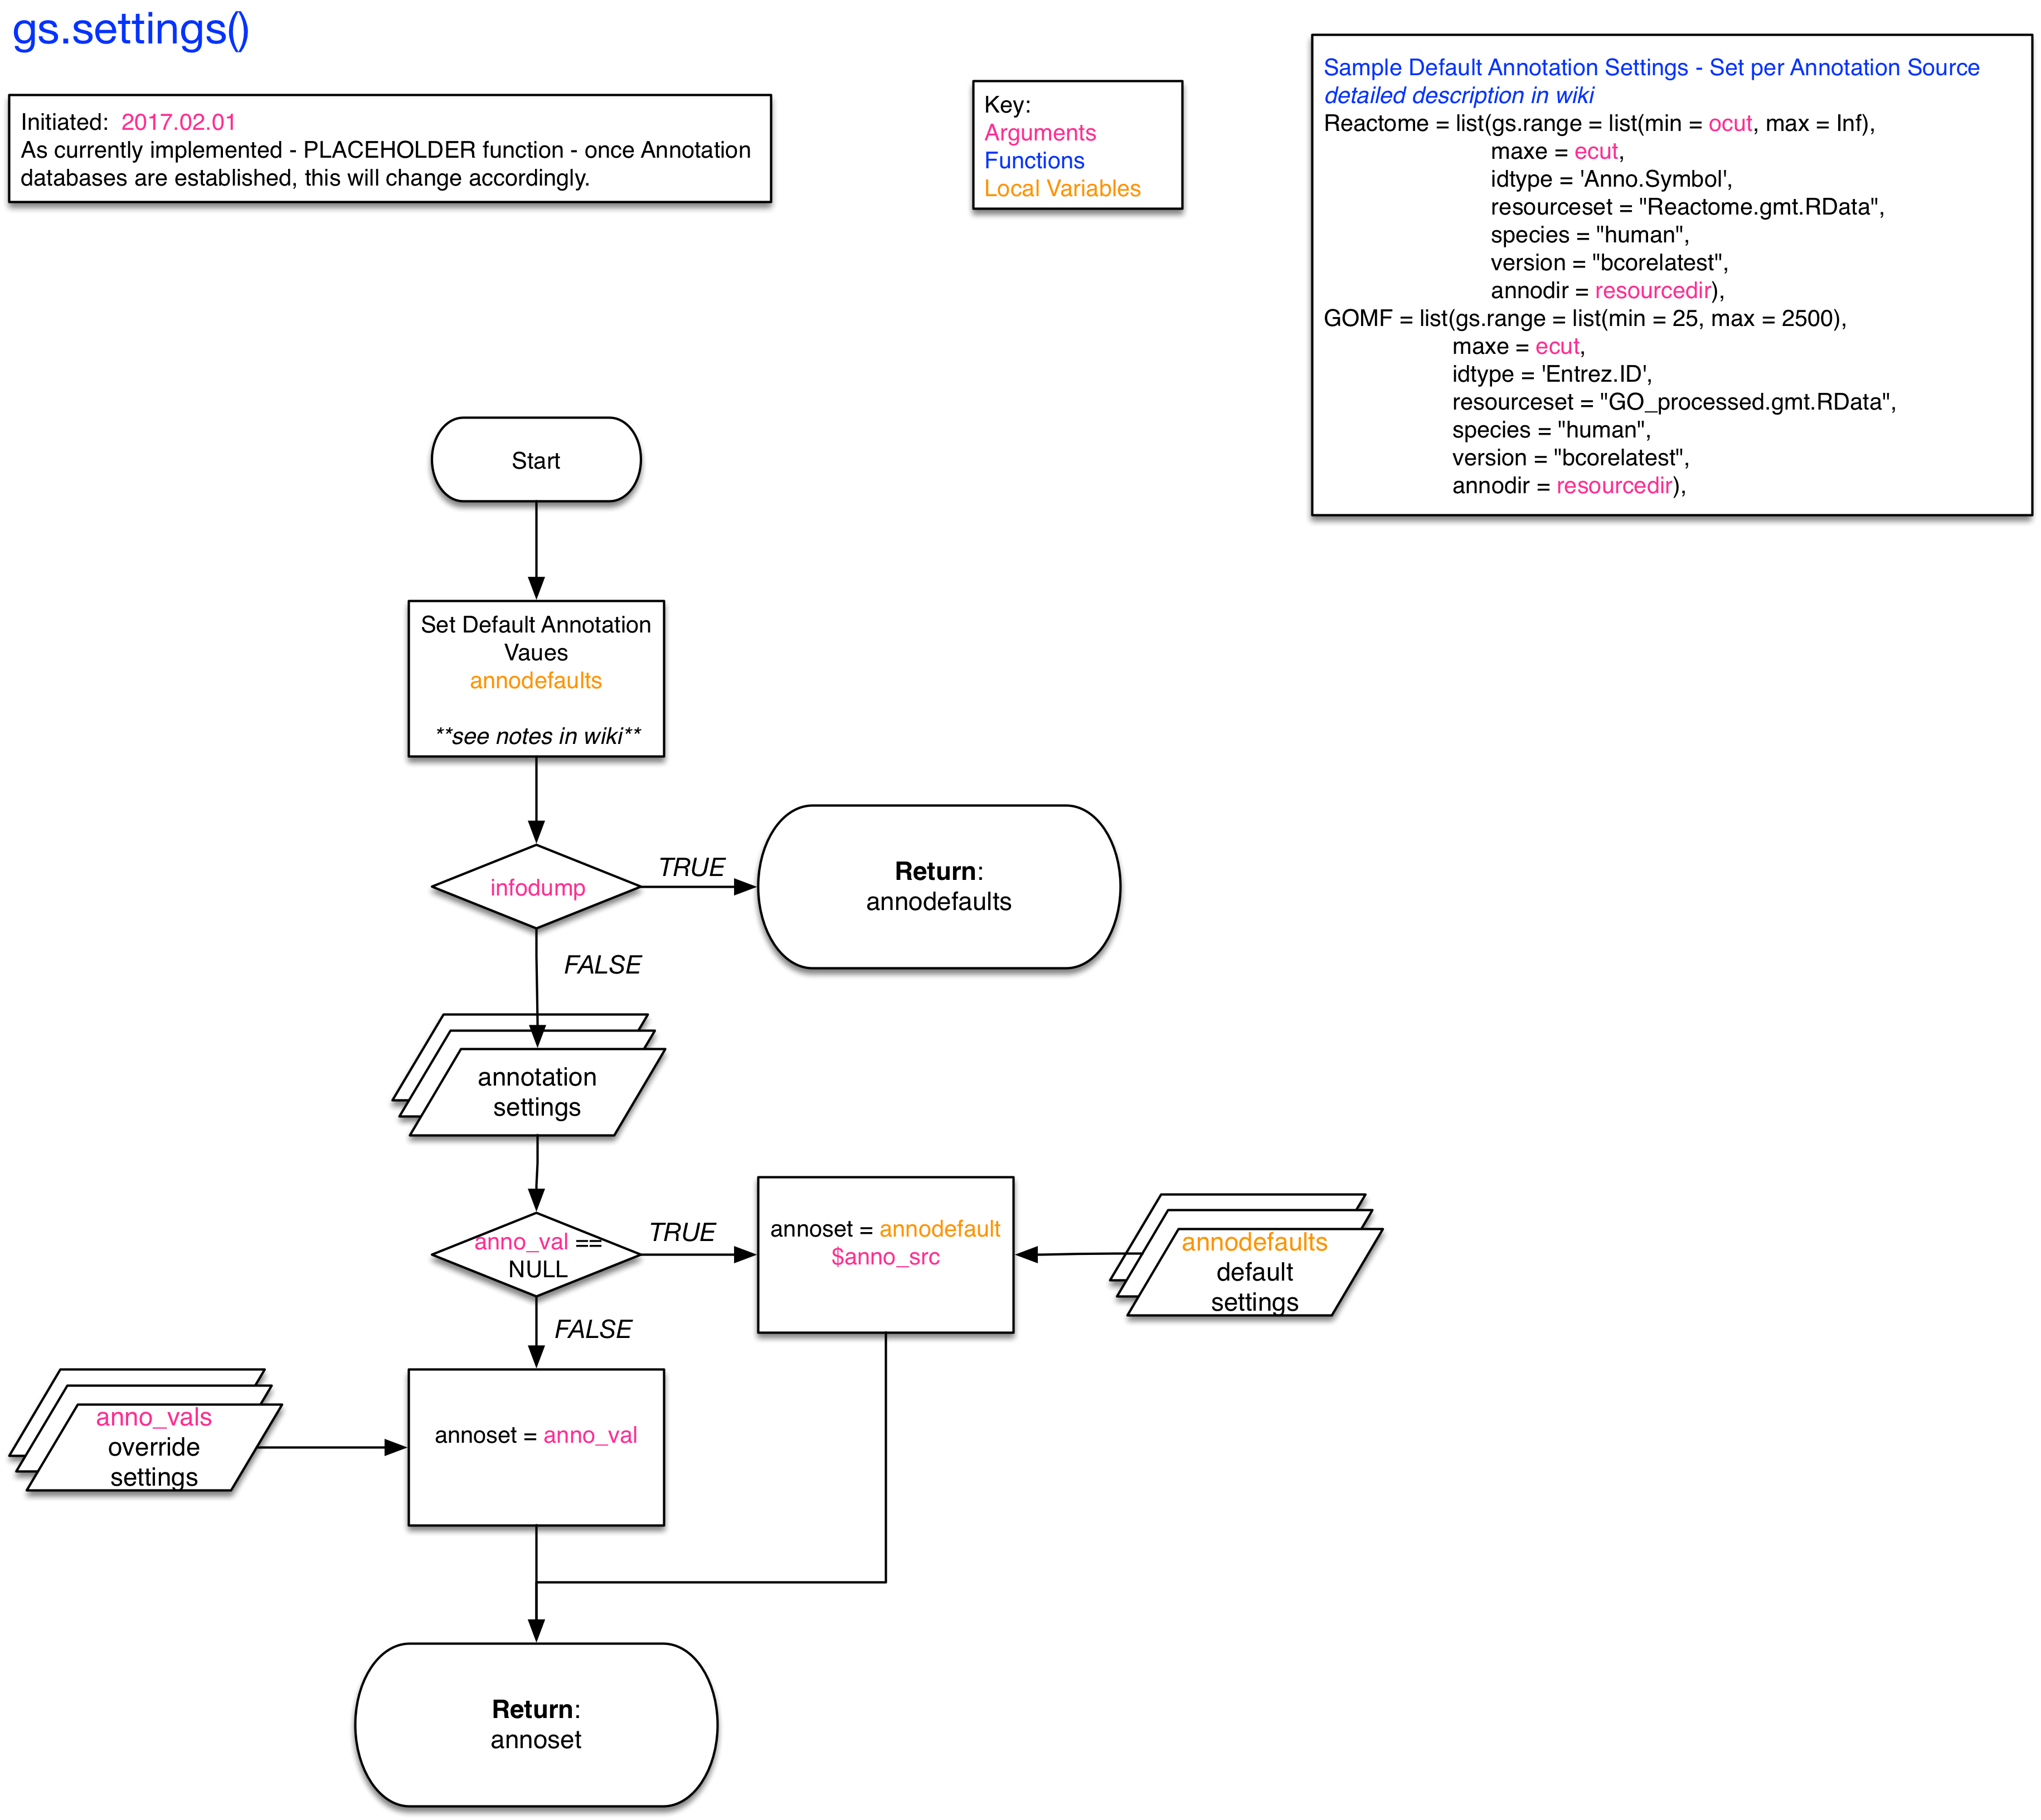 gs.settings()
Initiated: 2017.02.01
As currently implemented - PLACEHOLDER function - once Annotation
databases are established, this will change accordingly.
Key:
Arguments
Functions
Local Variables
Sample Default Annotation Settings - Set per Annotation Source
detailed description in wiki
Reactome = list(gs.range = list(min = ocut, max = Inf),
maxe = ecut,
idtype = 'Anno.Symbol',
resourceset = "Reactome.gmt.RData",
species = "human",
version = "bcorelatest",
annodir = resourcedir),
GOMF = list(gs.range = list(min = 25, max = 2500),
maxe = ecut,
idtype = 'Entrez.ID',
resourceset = "GO_processed.gmt.RData",
species = "human",
version = "bcorelatest",
annodir = resourcedir),
Start
Set Default Annotation
Vaues
annodefaults
**see notes in wiki**
infodump
TRUE
Return:
annodefaults
FALSE
annotation
settings
anno_val ==
NULL
TRUE
annoset = annodefault
$anno_src
annodefaults
default
settings
FALSE
anno_vals
override
settings
annoset = anno_val
Return:
annoset